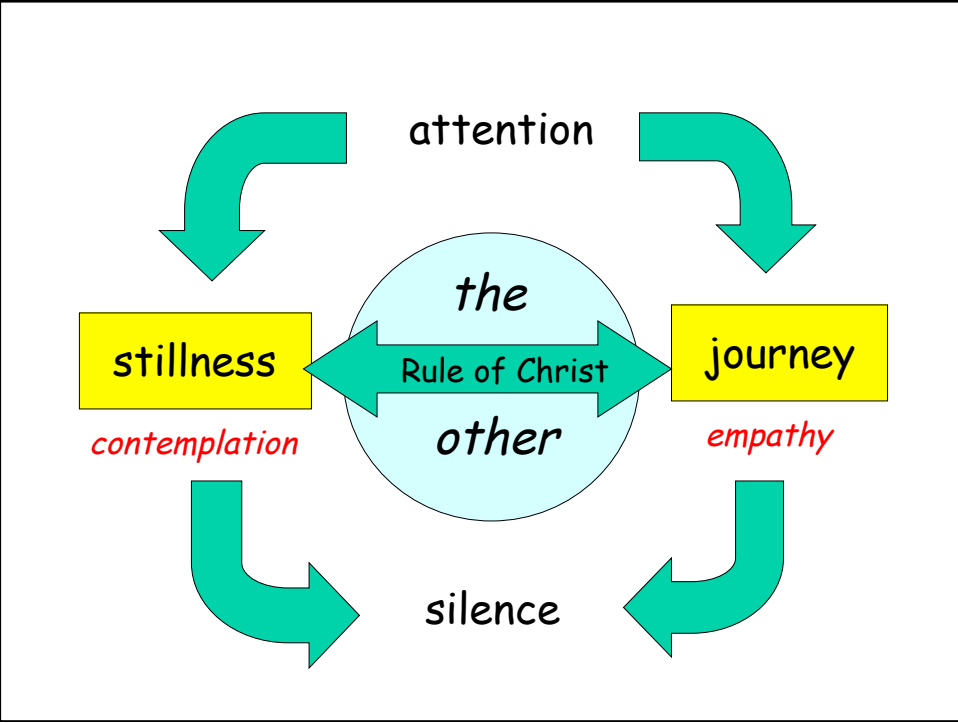 attention
the
stillness
Rule of Christ
journey
contemplation
other
empathy
silence